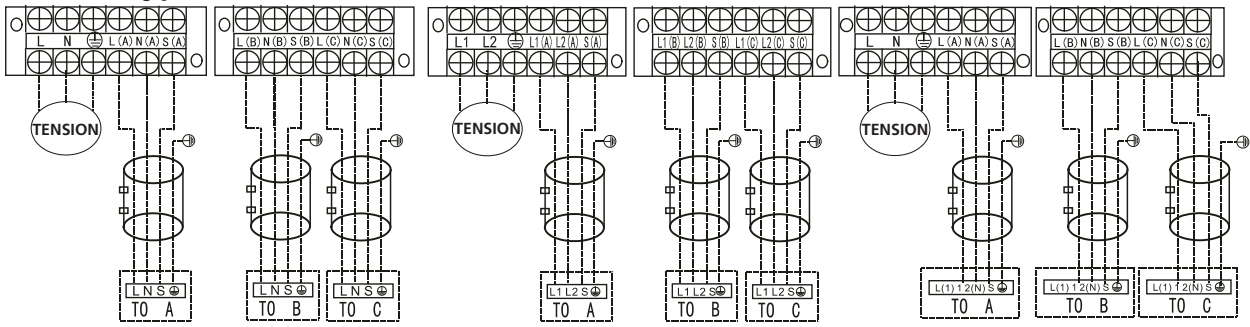 L N L(A) N(A) S(A)
L(B) N(B) S(B) L(C) N(C) S(C)
TENSION
L N S
TO A
L N S
TO B
L N S
TO C
L1 L2 L1(A) L2(A) S(A)
L1(B) L2(B) S(B) L1(C) L2(C) S(C)
TENSION
L1 L2 S
TO A
L1 L2 S
TO B
L1 L2 S
TO C
L N L(A) N(A) S(A)
L(B) N(B) S(B) L(C) N(C) S(C)
TENSION
L(1) 1 2(N) S
TO A
L(1) 1 2(N) S
TO B
L(1) 1 2(N) S
TO C